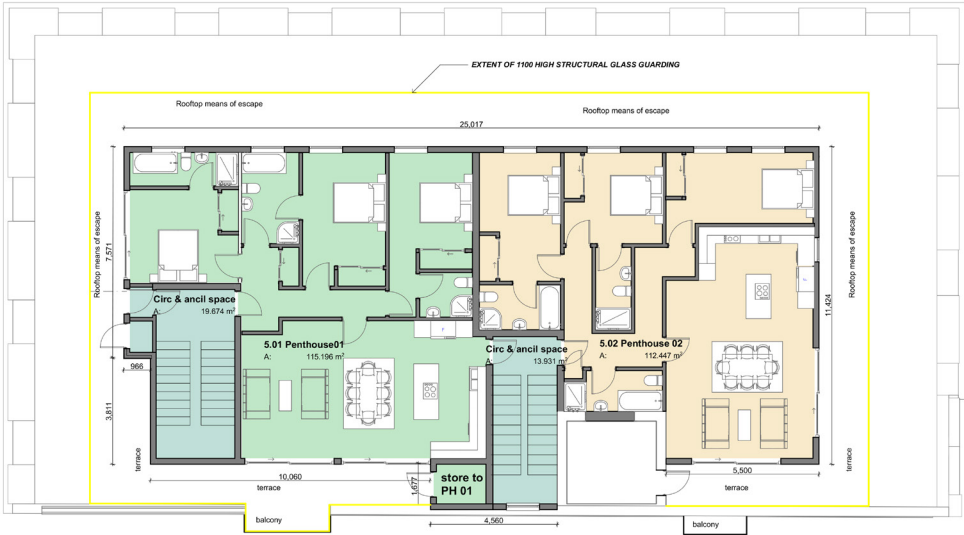 EXTENT OF 1100 HIGH STRUCTURAL GLASS GUARDING
Rooftop means of escape
Rooftop means of escape
25,017
Rooftop means of escape
7,571
Rooftop means of escape
11,424
Circ & ancil space
A: 19.674 m²
5.01 Penthouse01
A: 115.196 m²
F
Circ & ancil space
A: 13.931 m²
5.02 Penthouse 02
A: 112.447 m²
F
966
3,811
terrace
10,060
terrace
1,677
store to
PH 01
4,560
5,500
terrace
terrace
balcony
balcony